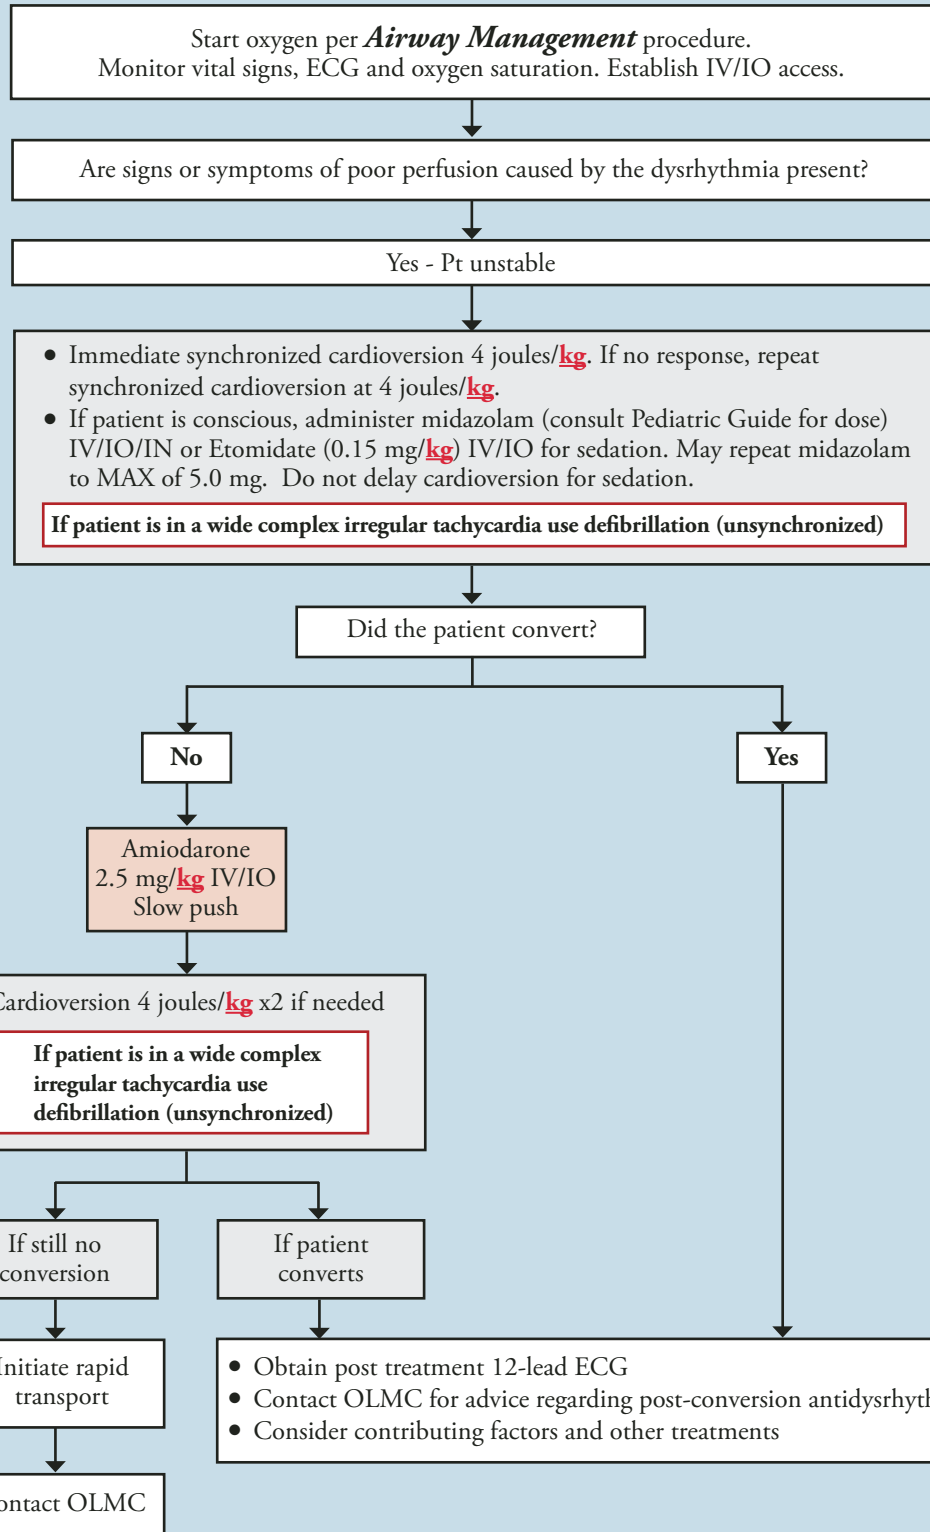 Start oxygen per Airway Management procedure.
Monitor vital signs, ECG and oxygen saturation. Establish IV/IO access.
Are signs or symptoms of poor perfusion caused by the dysrhythmia present?
Yes - Pt unstable
• Immediate synchronized cardioversion 4 joules/kg. If no response, repeat
synchronized cardioversion at 4 joules/kg.
• If patient is conscious, administer midazolam (consult Pediatric Guide for dose)
IV/IO/IN or Etomidate (0.15 mg/kg) IV/IO for sedation. May repeat midazolam
to MAX of 5.0 mg.  Do not delay cardioversion for sedation.
If patient is in a wide complex irregular tachycardia use defibrillation (unsynchronized)
Did the patient convert?
No
Yes
Amiodarone
2.5 mg/kg IV/IO
Slow push
Cardioversion 4 joules/kg x2 if needed
If patient is in a wide complex
irregular tachycardia use
defibrillation (unsynchronized)
If still no
conversion
If patient
converts
Initiate rapid
transport
• Obtain post treatment 12-lead ECG
• Contact OLMC for advice regarding post-conversion antidysrhyth
• Consider contributing factors and other treatments
ontact OLMC